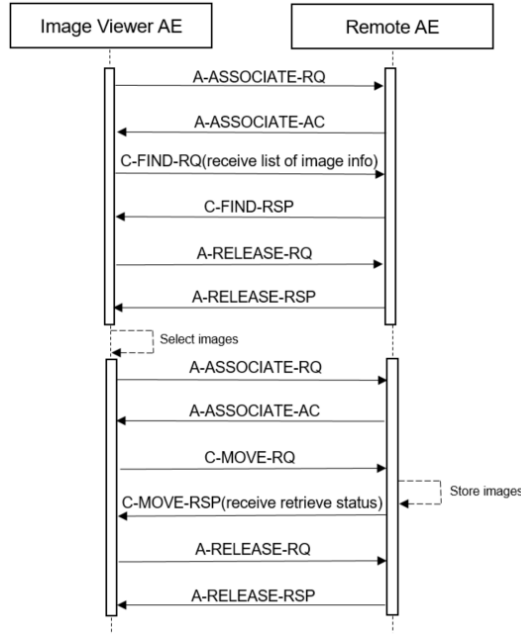 Image Viewer AE
Remote AE
A-ASSOCIATE-RQ
A-ASSOCIATE-AC
C-FIND-RQ(receive list of image info)
C-FIND-RSP
A-RELEASE-RQ
A-RELEASE-RSP
Select images
A-ASSOCIATE-RQ
A-ASSOCIATE-AC
C-MOVE-RQ
Store images
C-MOVE-RSP(receive retrieve status)
A-RELEASE-RQ
A-RELEASE-RSP